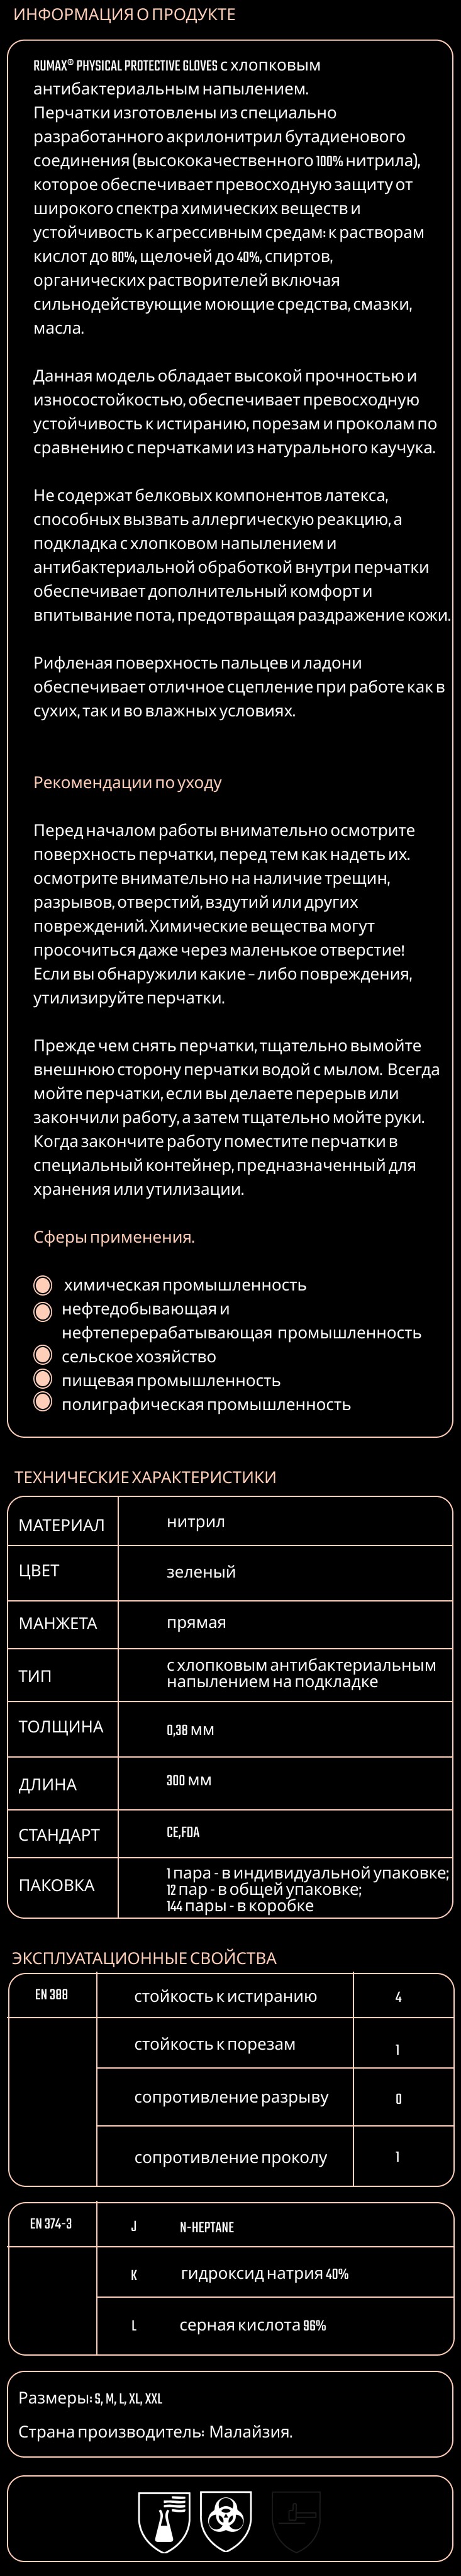 ИНФОРМАЦИЯ О ПРОДУКТЕ
RUMAX® PHYSICAL PROTECTIVE GLOVES с хлопковым
антибактериальным напылением.
Перчатки изготовлены из специально
разработанного акрилонитрил бутадиенового
соединения (высококачественного 100% нитрила),
которое обеспечивает превосходную защиту от
широкого спектра химических веществ и
устойчивость к агрессивным средам: к растворам
кислот до 80%, щелочей до 40%, спиртов,
органических растворителей включая
сильнодействующие моющие средства, смазки,
масла.
Данная модель обладает высокой прочностью и
износостойкостью, обеспечивает превосходную
устойчивость к истиранию, порезам и проколам по
сравнению с перчатками из натурального каучука.
Не содержат белковых компонентов латекса,
способных вызвать аллергическую реакцию, а
подкладка с хлопковом напылением и
антибактериальной обработкой внутри перчатки
обеспечивает дополнительный комфорт и
впитывание пота, предотвращая раздражение кожи.
Рифленая поверхность пальцев и ладони
обеспечивает отличное сцепление при работе как в
сухих, так и во влажных условиях.
Рекомендации по уходу
Перед началом работы внимательно осмотрите
поверхность перчатки, перед тем как надеть их.
осмотрите внимательно на наличие трещин,
разрывов, отверстий, вздутий или других
повреждений. Химические вещества могут
просочиться даже через маленькое отверстие!
Если вы обнаружили какие – либо повреждения,
утилизируйте перчатки.
Прежде чем снять перчатки, тщательно вымойте
внешнюю сторону перчатки водой с мылом. Всегда
мойте перчатки, если вы делаете перерыв или
закончили работу, а затем тщательно мойте руки.
Когда закончите работу поместите перчатки в
специальный контейнер, предназначенный для
хранения или утилизации.
Сферы применения.
химическая промышленность
нефтедобывающая и
нефтеперерабатывающая промышленность
сельское хозяйство
пищевая промышленность
полиграфическая промышленность
ТЕХНИЧЕСКИЕ ХАРАКТЕРИСТИКИ
МАТЕРИАЛ нитрил
ЦВЕТ зеленый
МАНЖЕТА прямая
ТИП с хлопковым антибактериальным
напылением на подкладке
ТОЛЩИНА 0,38 мм
ДЛИНА 300 мм
СТАНДАРТ CE,FDA
ПАКОВКА 1 пара - в индивидуальной упаковке;
12 пар - в общей упаковке;
144 пары - в коробке
ЭКСПЛУАТАЦИОННЫЕ СВОЙСТВА
EN 388 стойкость к истиранию 4
стойкость к порезам 1
сопротивление разрыву 0
сопротивление проколу 1
EN 374-3 J N-HEPTANE
K гидроксид натрия 40%
L серная кислота 96%
Размеры: S, M, L, XL, XXL
Страна производитель: Малайзия.